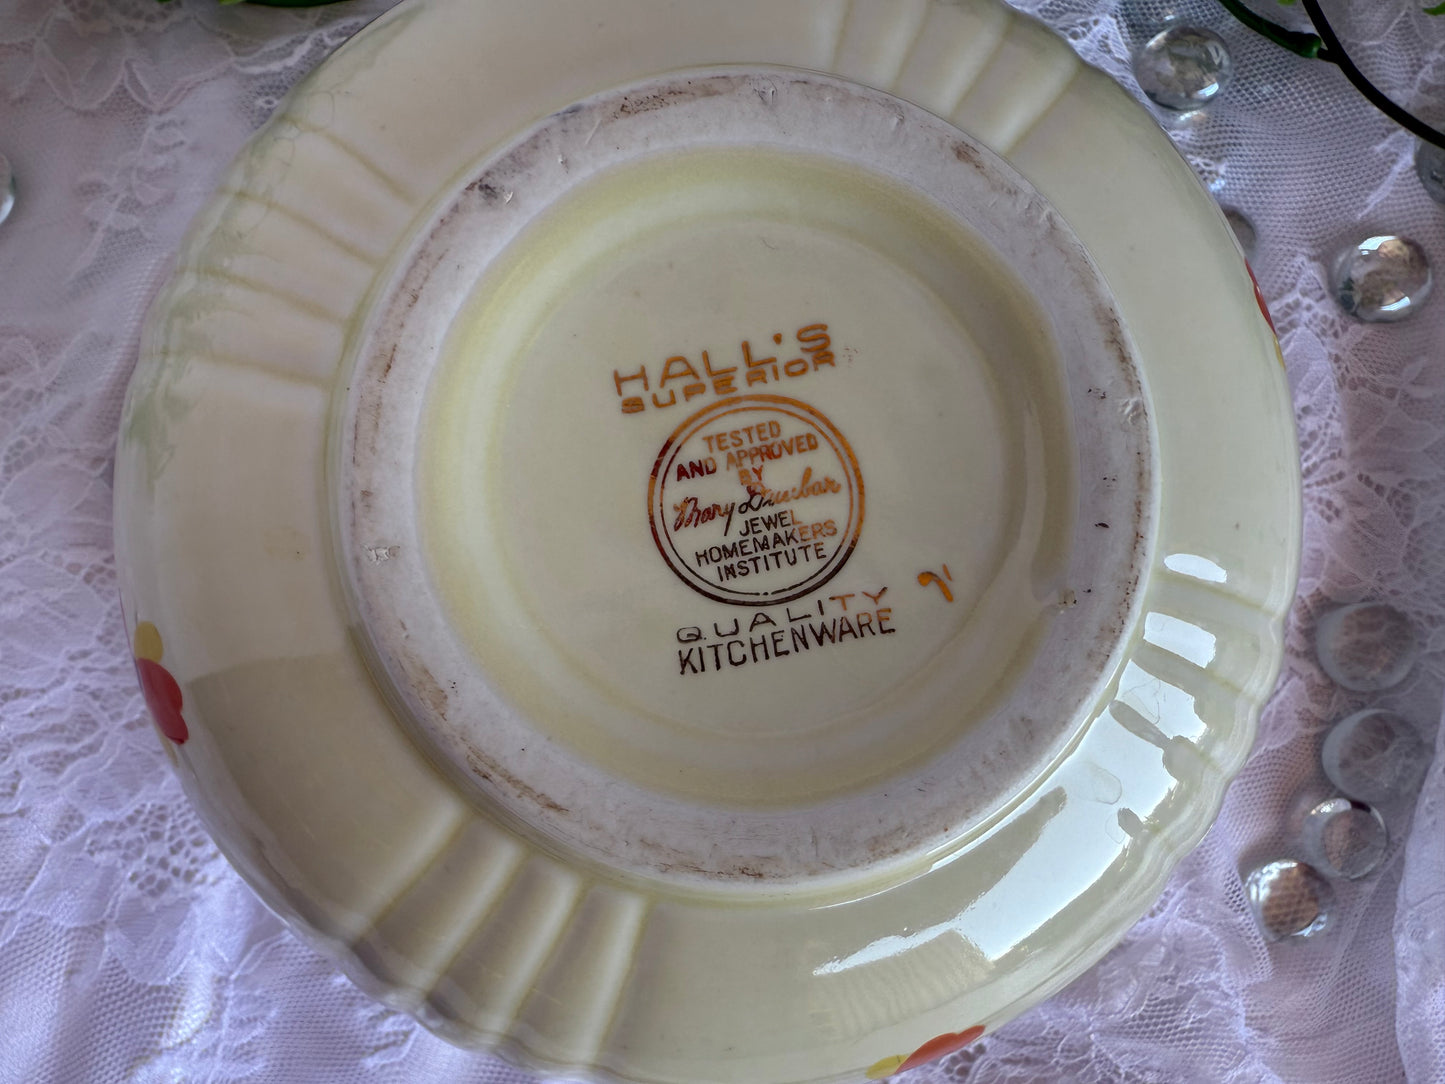 HALL'S
SUPERIOR
TESTED
AND APPROVED
BY
Mary Dunbar
JEWEL
HOMEMAKERS
INSTITUTE
QUALITY
KITCHENWARE